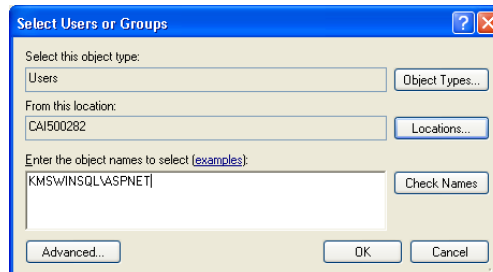 Select Users or Groups
Select this object type:
Users
Object Types...
From this location:
CAI500282
Locations...
Enter the object names to select (examples):
KMSWINSQL\ASPNET
Check Names
Advanced...
OK
Cancel